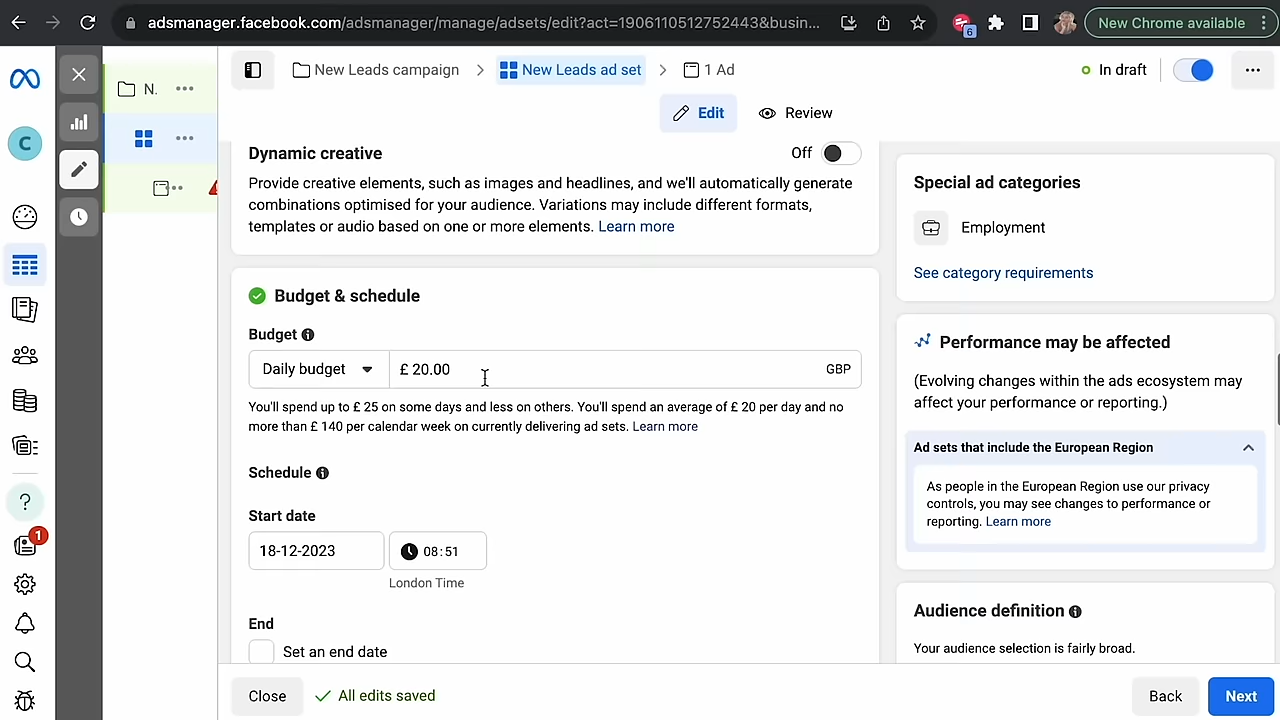 adsmanager.facebook.com/adsmanager/manage/adsets/edit?act=1906110512752443&busin...
6
New Chrome available
New Leads campaign
New Leads ad set
1 Ad
In draft
N.
Edit
Review
C
Dynamic creative
Off
Provide creative elements, such as images and headlines, and we'll automatically generate
combinations optimised for your audience. Variations may include different formats,
templates or audio based on one or more elements. Learn more
Budget & schedule
Budget
Daily budget
£ 20.00
GBP
You'll spend up to £ 25 on some days and less on others. You'll spend an average of £ 20 per day and no
more than £ 140 per calendar week on currently delivering ad sets. Learn more
Schedule
Start date
18-12-2023
08:51
London Time
End
Set an end date
Special ad categories
Employment
See category requirements
Performance may be affected
(Evolving changes within the ads ecosystem may
affect your performance or reporting.)
Ad sets that include the European Region
As people in the European Region use our privacy
controls, you may see changes to performance or
reporting. Learn more
Audience definition
Your audience selection is fairly broad.
1
Close
All edits saved
Back
Next